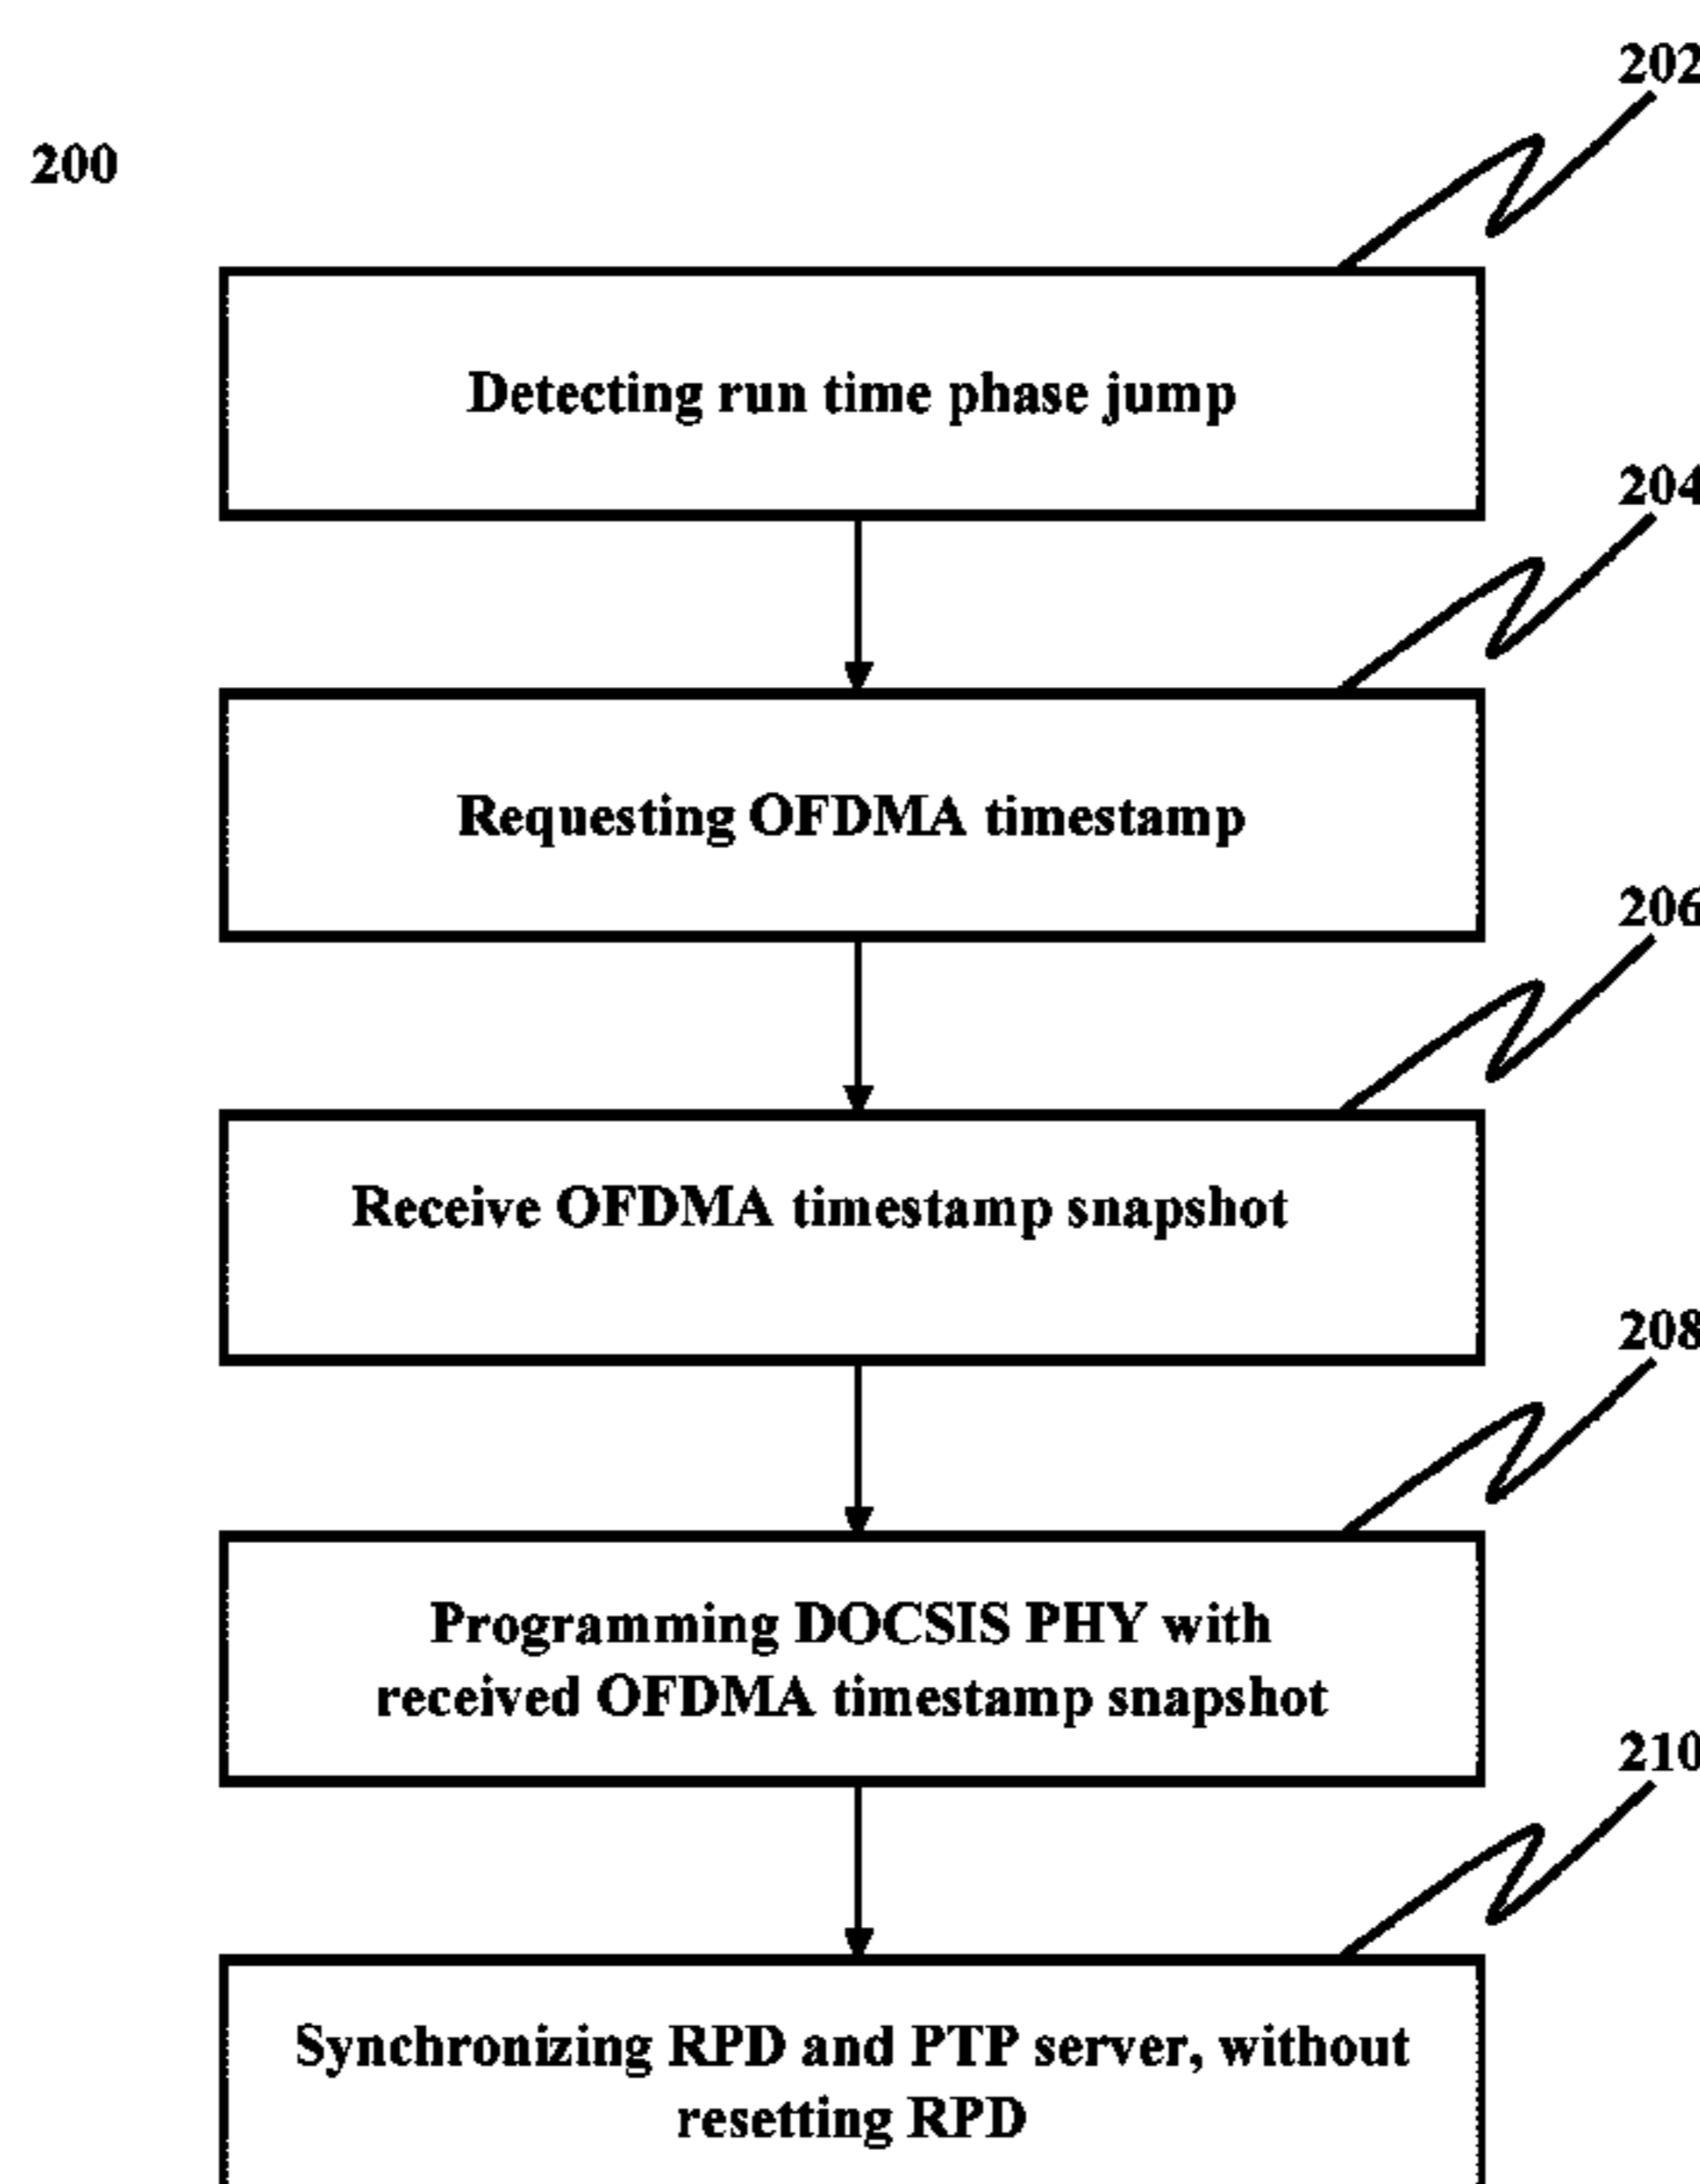 202
200
Detecting run time phase jump
204
Requesting OFDMA timestamp
206
Receive OFDMA timestamp snapshot
208
Programming DOCSIS PHY with
received OFDMA timestamp snapshot
210
Synchronizing RPD and PTP server, without
resetting RPD